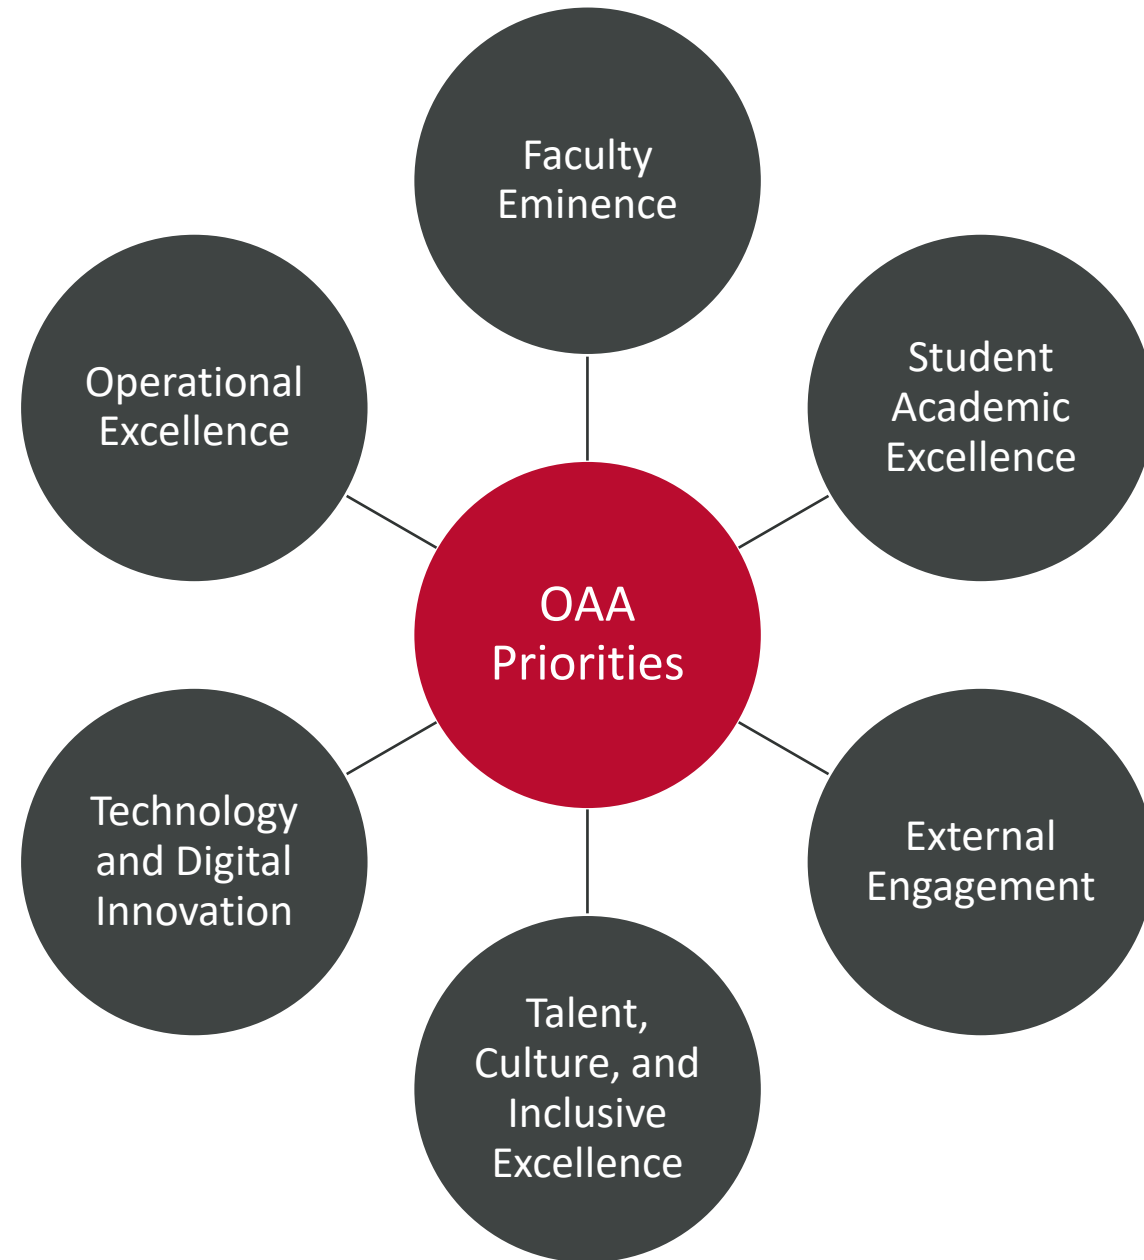 Faculty
Eminence
Student
Academic
Excellence
External
Engagement
Talent,
Culture, and
Inclusive
Excellence
Technology
and Digital
Innovation
Operational
Excellence
OAA
Priorities